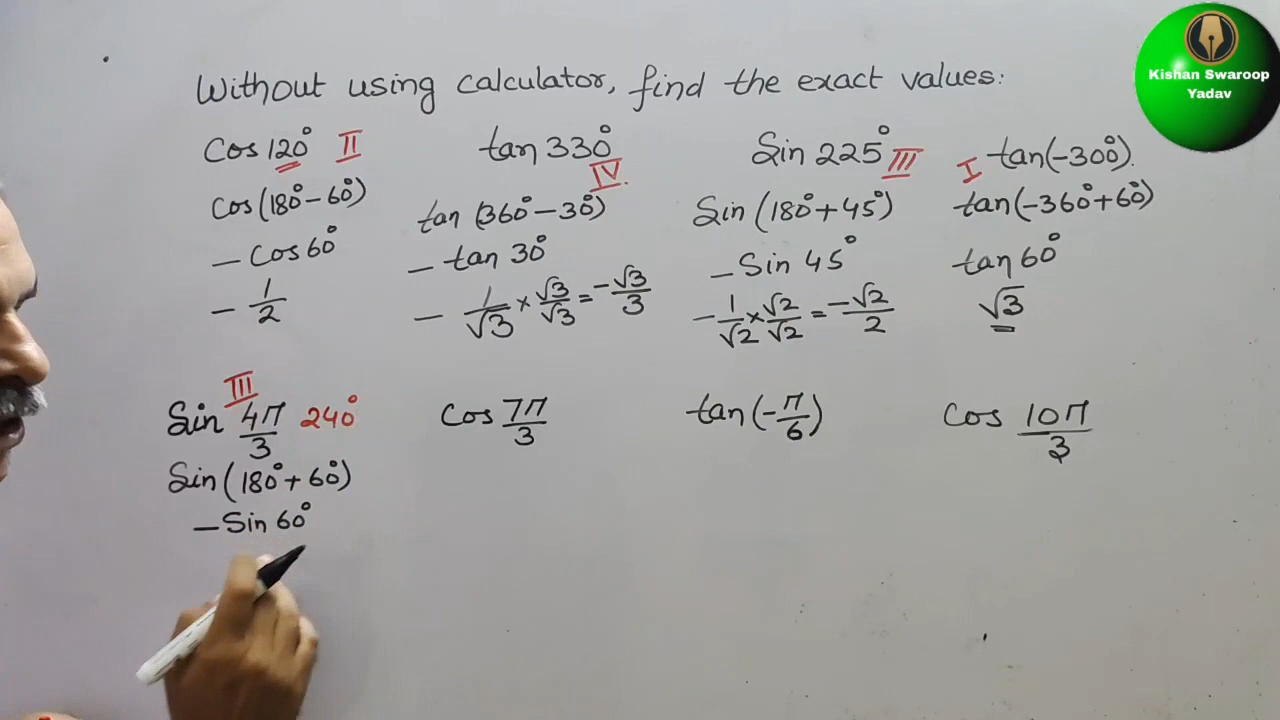 Kishan Swaroop
Yadav
Without using calculator, find the exact values:
Cos 120° II
cos(180°-60°)
- cos60°
- 1/2
tan 330°
IV
tan (360°-30°)
- tan 30°
- 1/√3 × √3/√3 = -√3/3
Sin 225° III
Sin (180°+45°)
- Sin 45°
- 1/√2 × √2/√2 = -√2/2
I tan(-300°).
tan(-360°+60°)
tan 60°
√3
III
Sin 4π/3 240°
Sin(180°+60°)
- Sin 60°
cos 7π/3
tan(-π/6)
cos 10π/3